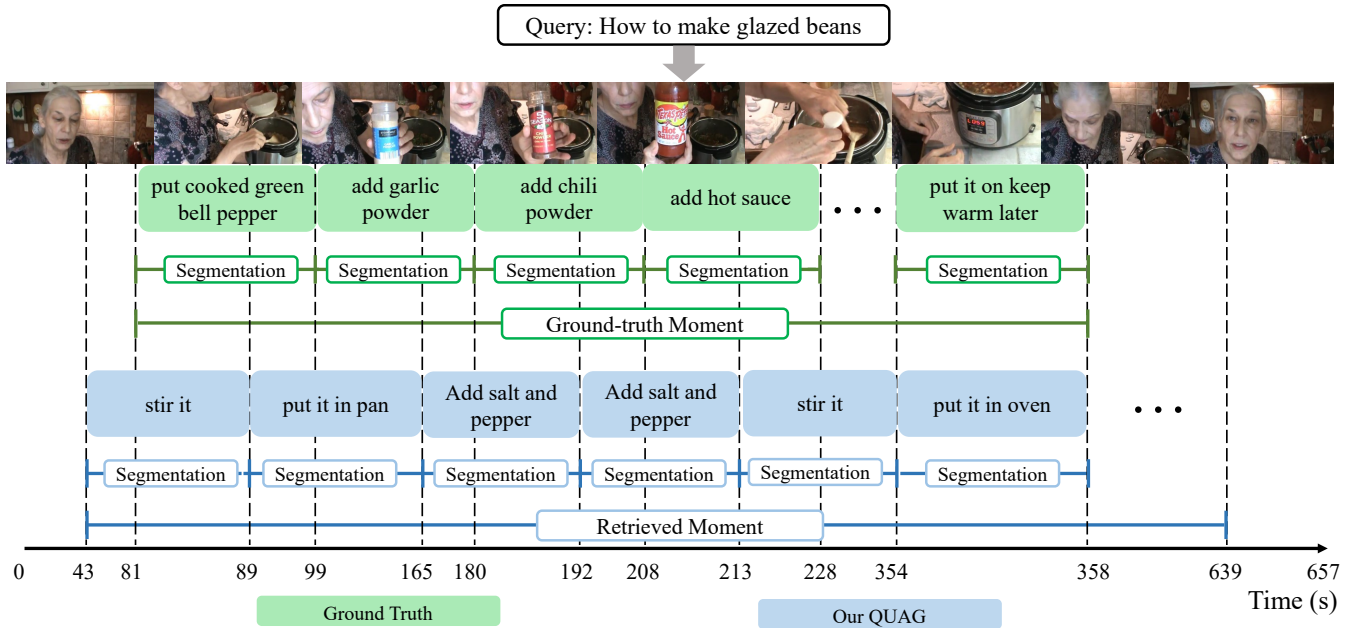 Query: How to make glazed beans
Hot
Sauce
put cooked green
bell pepper
add garlic
powder
add chili
powder
add hot sauce
...
put it on keep
warm later
Segmentation
Segmentation
Segmentation
Segmentation
Segmentation
Ground-truth Moment
stir it
put it in pan
Add salt and
pepper
Add salt and
pepper
stir it
put it in oven
...
Segmentation
Segmentation
Segmentation
Segmentation
Segmentation
Segmentation
Retrieved Moment
0 43 81 89 99 165 180 192 208 213 228 354 358 639 657
Time (s)
Ground Truth
Our QUAG